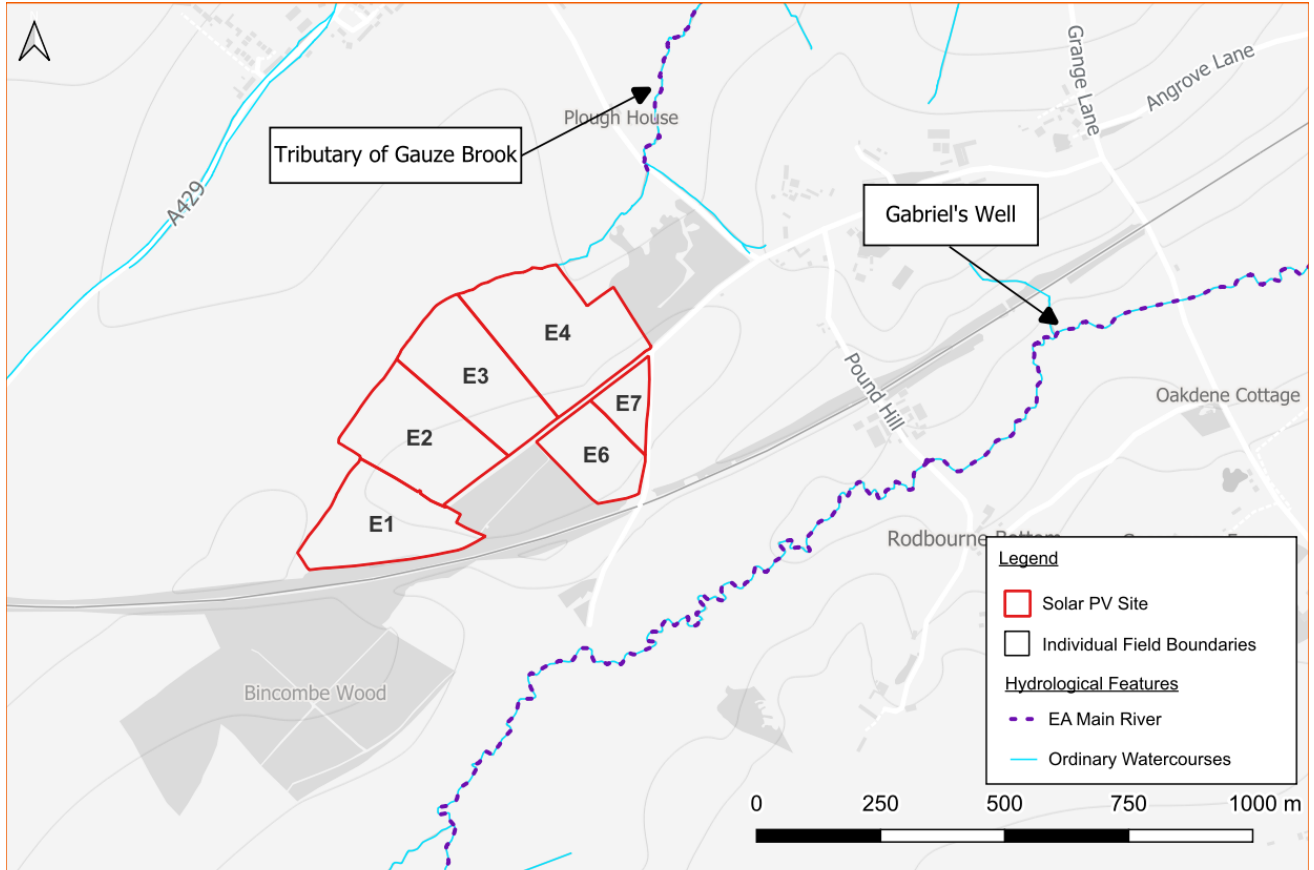 Grange Lane
Angrove Lane
Plough House
Tributary of Gauze Brook
A429
Gabriel's Well
E4
E3
E7
E2
E6
E1
Pound Hill
Oakdene Cottage
Rodbourne Bottom
Bincombe Wood
Legend
Solar PV Site
Individual Field Boundaries
Hydrological Features
EA Main River
Ordinary Watercourses
0 250 500 750 1000 m